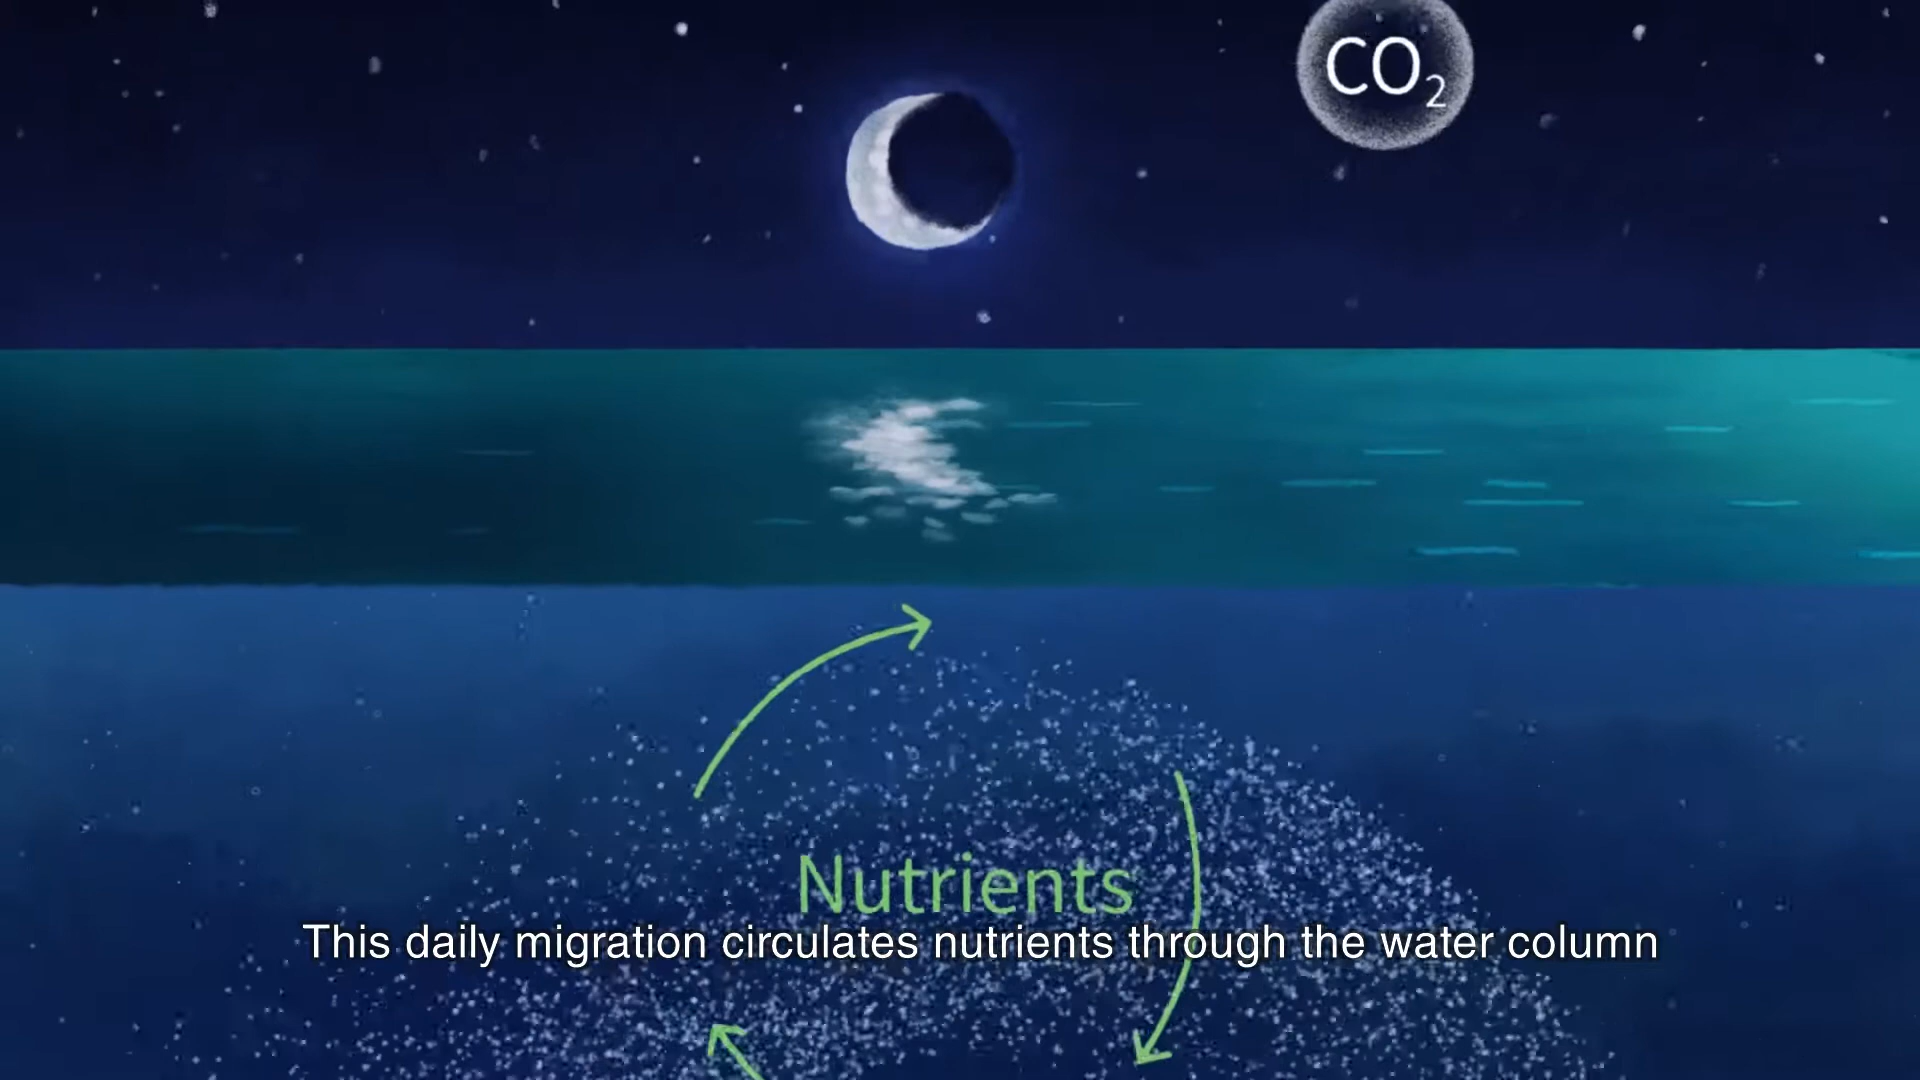 CO₂
Nutrients
This daily migration circulates nutrients through the water column